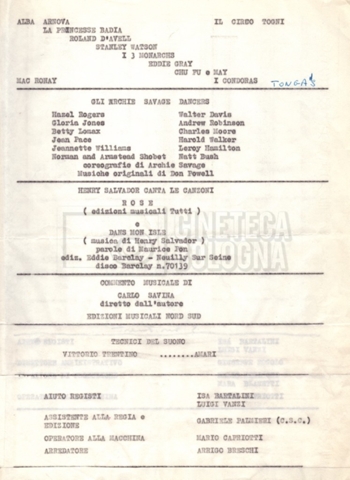 ALBA ARNOVA IL CIRCO TOGNI
LA PRINCESSE BADIA
ROLAND D'AVELL
STANLEY WATSON
I 3 MONARCHS
EDDIE GRAY
CHU FU e MAY
MAC RONAY I CONDORAS TONGA'S
GLI ARCHIE SAVAGE DANCERS
Hazel Rogers Walter Davis
Gloria Jones Andrew Robinson
Betty Lomax Charles Moore
Jean Pace Harold Walker
Jeannette Williams Leroy Hamilton
Norman and Armstead Shobet Matt Bush
coreografie di Archie Savage
Musiche originali di Don Powell
HENRY SALVADOR CANTA LE CANZONI
R O S E
( edizioni musicali Tutti )
e
DANS MON ISLE
( musica di Henry Salvador )
parole di Maurice Pon
ediz. Eddie Barclay - Neuilly Sur Seine
disco Barclay n.70139
CINETECA
BOLOGNA
COMMENTO MUSICALE DI
CARLO SAVINA
diretto dall'autore
EDIZIONI MUSICALI NORD SUD
TECNICI DEL SUONO
VITTORIO TRENTINO ........AMARI
AIUTO REGISTI ISA BARTALINI
LUIGI VANZI
ASSISTENTE ALLA REGIA e
EDIZIONE GABRIELE PALMIERI (C.S.C.)
OPERATORE ALLA MACCHINA MARIO CAPRIOTTI
ARREDATORE ARRIGO BRESCHI